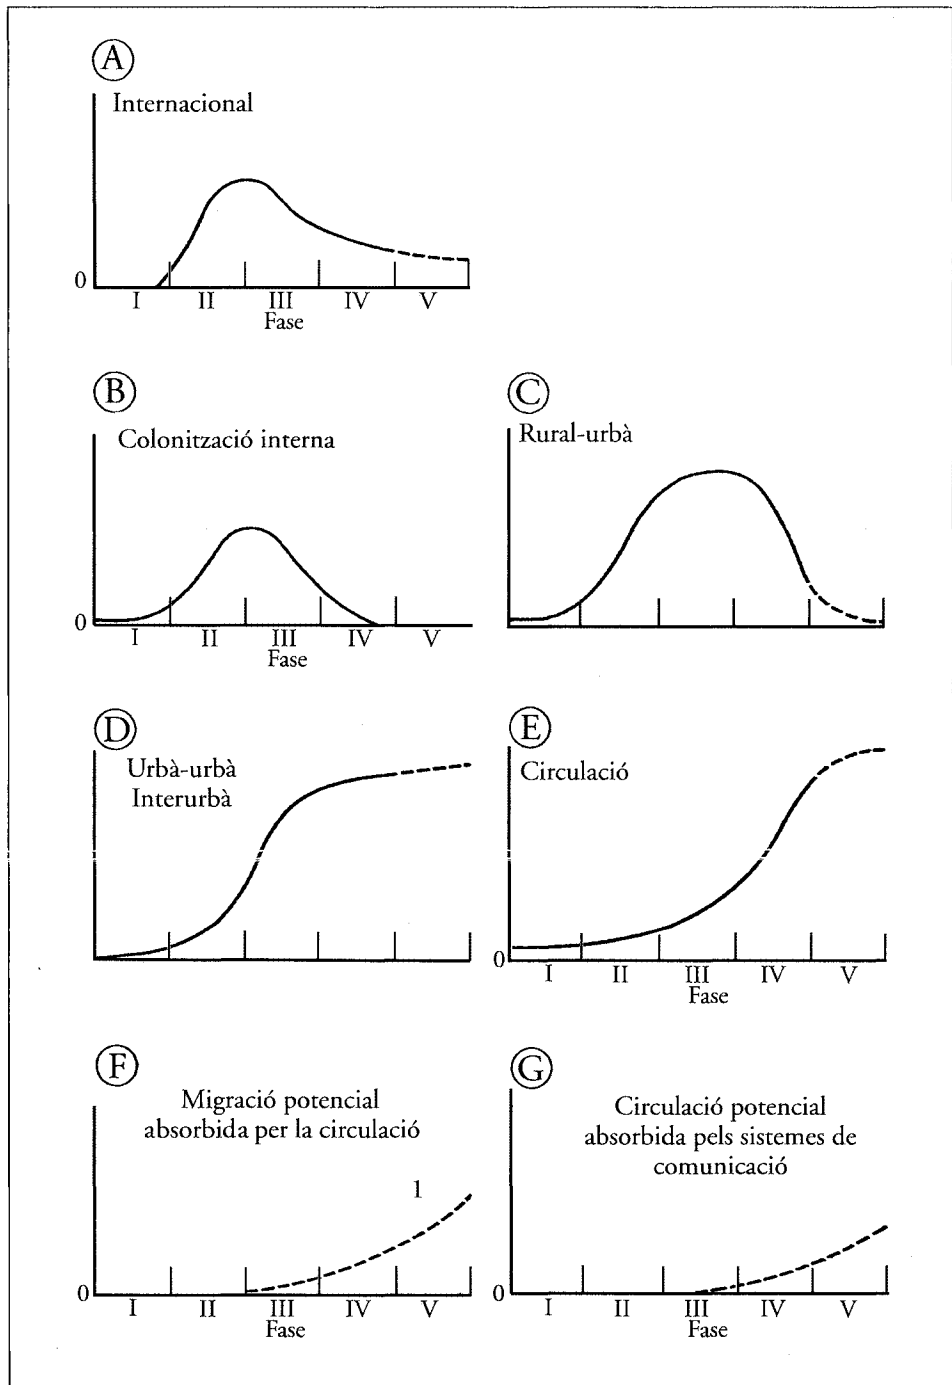 A
Internacional
0
I II III IV V
Fase
B
Colonització interna
0
I II III IV V
Fase
C
Rural-urbà
D
Urbà-urbà
Interurbà
E
Circulació
0
I II III IV V
Fase
F
Migració potencial
absorbida per la circulació
1
0
I II III IV V
Fase
G
Circulació potencial
absorbida pels sistemes de
comunicació
0
I II III IV V
Fase